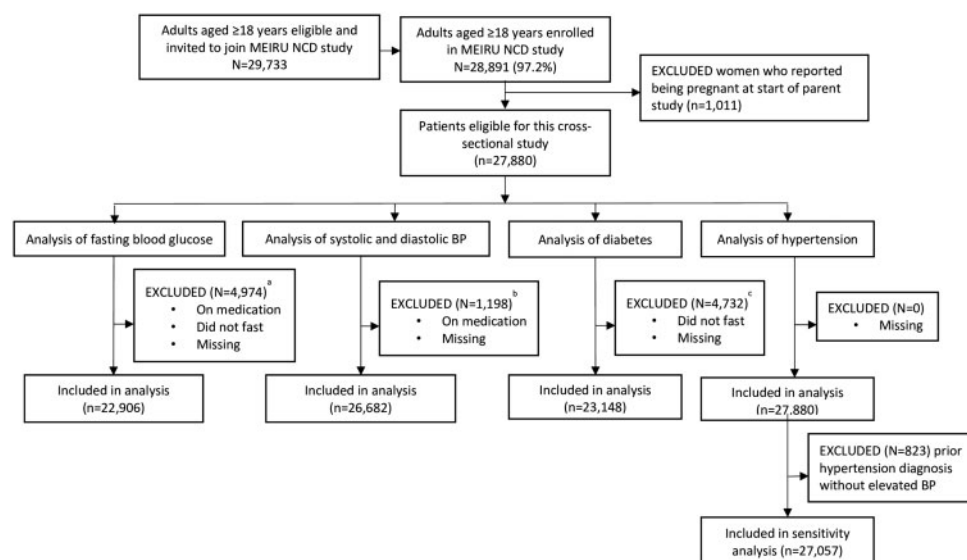 Adults aged ≥18 years eligible and
invited to join MEIRU NCD study
N=29,733
Adults aged ≥18 years enrolled
in MEIRU NCD study
N=28,891 (97.2%)
EXCLUDED women who reported
being pregnant at start of parent
study (n=1,011)
Patients eligible for this cross-
sectional study
(n=27,880)
Analysis of fasting blood glucose
Analysis of systolic and diastolic BP
Analysis of diabetes
Analysis of hypertension
EXCLUDED (N=4,974)a
• On medication
• Did not fast
• Missing
EXCLUDED (N=1,198)b
• On medication
• Missing
EXCLUDED (N=4,732)c
• Did not fast
• Missing
EXCLUDED (N=0)
• Missing
Included in analysis
(n=22,906)
Included in analysis
(n=26,682)
Included in analysis
(n=23,148)
Included in analysis
(n=27,880)
EXCLUDED (N=823) prior
hypertension diagnosis
without elevated BP
Included in sensitivity
analysis (n=27,057)